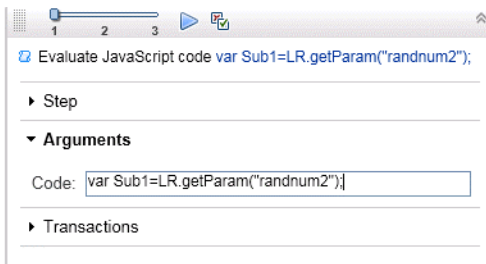 1 2 3
Evaluate JavaScript code var Sub1=LR.getParam("randnum2");
Step
Arguments
Code: var Sub1=LR.getParam("randnum2");
Transactions